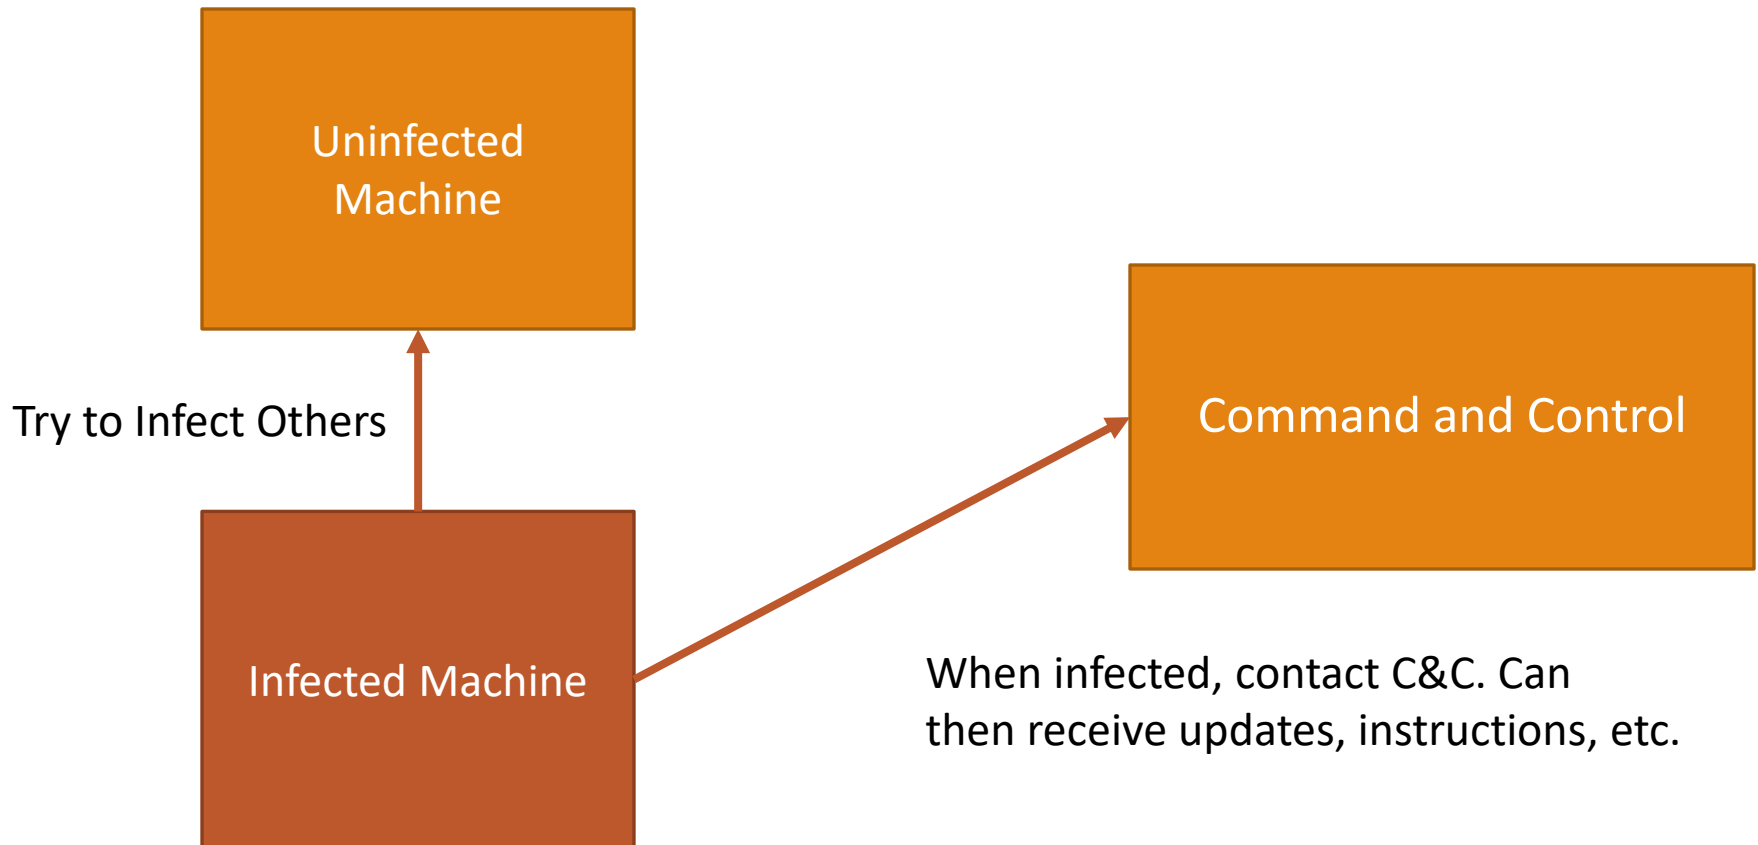 Uninfected
Machine
Try to Infect Others
Command and Control
Infected Machine
When infected, contact C&C. Can
then receive updates, instructions, etc.